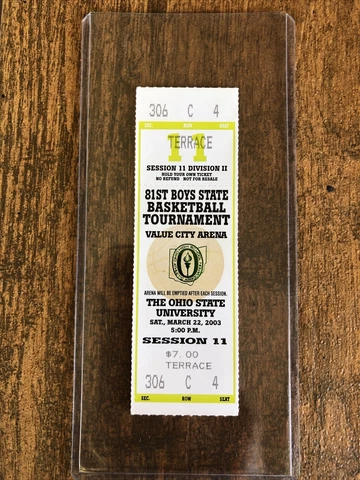 306 C 4
SEC. ROW SEAT
11
TERRACE
SESSION 11 DIVISION II
HOLD YOUR OWN TICKET
NO REFUND NOT FOR RESALE
81ST BOYS STATE
BASKETBALL
TOURNAMENT
VALUE CITY ARENA
ARENA WILL BE EMPTIED AFTER EACH SESSION.
THE OHIO STATE
UNIVERSITY
SAT., MARCH 22, 2003
5:00 P.M.
SESSION 11
$7.00
TERRACE
306 C 4
SEC. ROW SEAT